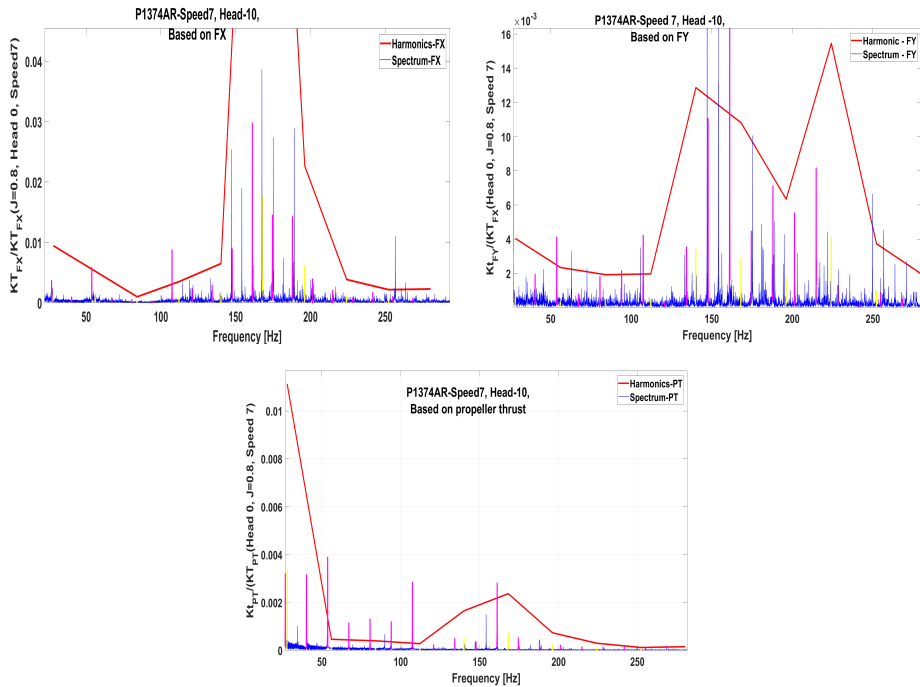 P1374AR-Speed7, Head-10,
Based on FX
Harmonics-FX
Spectrum-FX
KT_FX/KT_FX(J=0.8, Head 0, Speed7)
0.04
0.03
0.02
0.01
0
50
100
150
200
250
Frequency [Hz]
P1374AR-Speed 7, Head -10,
Based on FY
Harmonic - FY
Spectrum - FY
×10^-3
Kt_FY/(KT_FX(Head 0, J=0.8, Speed 7)
16
14
12
10
8
6
4
2
50
100
150
200
250
Frequency [Hz]
P1374AR-Speed7, Head-10,
Based on propeller thrust
Harmonics-PT
Spectrum-PT
Kt_PT/(KT_PT(Head 0, J=0.8, Speed 7)
0.01
0.008
0.006
0.004
0.002
0
50
100
150
200
250
Frequency [Hz]